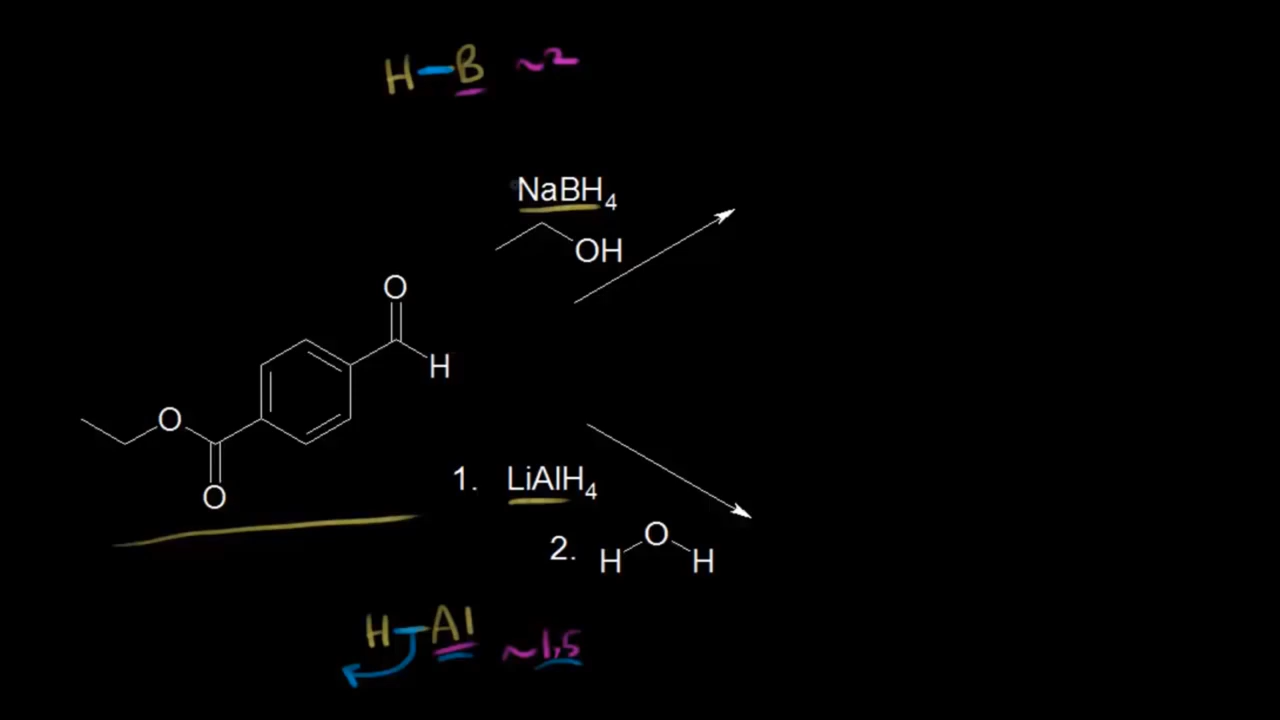 H-B ~2
NaBH4
OH
O
H
O
O
1. LiAlH4
2. H O H
H-Al ~1,5